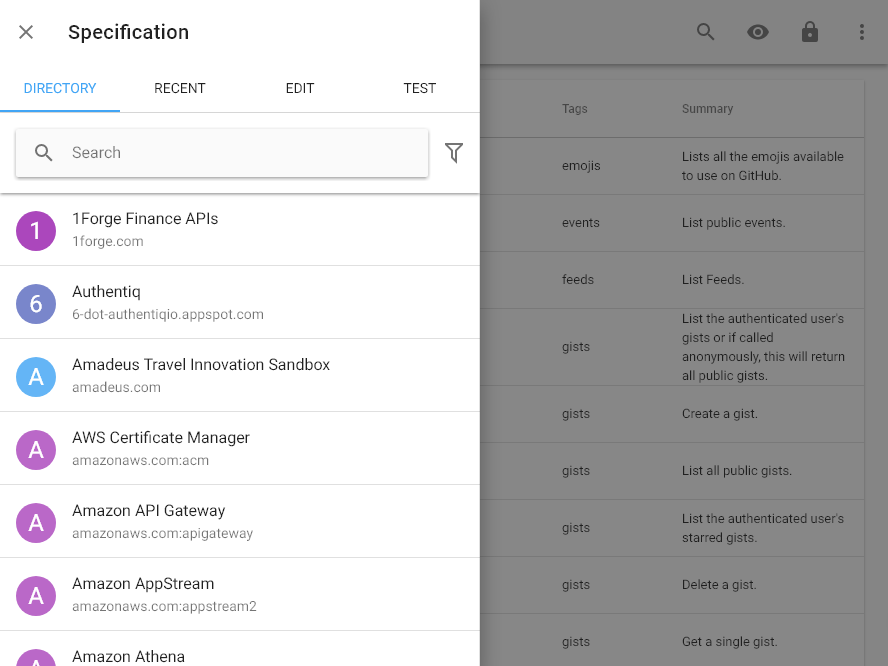 Specification
DIRECTORY
RECENT
EDIT
TEST
Search
1
1Forge Finance APIs
1forge.com
6
Authentiq
6-dot-authentiqio.appspot.com
A
Amadeus Travel Innovation Sandbox
amadeus.com
A
AWS Certificate Manager
amazonaws.com:acm
A
Amazon API Gateway
amazonaws.com:apigateway
A
Amazon AppStream
amazonaws.com:appstream2
A
Amazon Athena
Tags
Summary
emojis
Lists all the emojis available
to use on GitHub.
events
List public events.
feeds
List Feeds.
gists
List the authenticated user's
gists or if called
anonymously, this will return
all public gists.
gists
Create a gist.
gists
List all public gists.
gists
List the authenticated user's
starred gists.
gists
Delete a gist.
gists
Get a single gist.